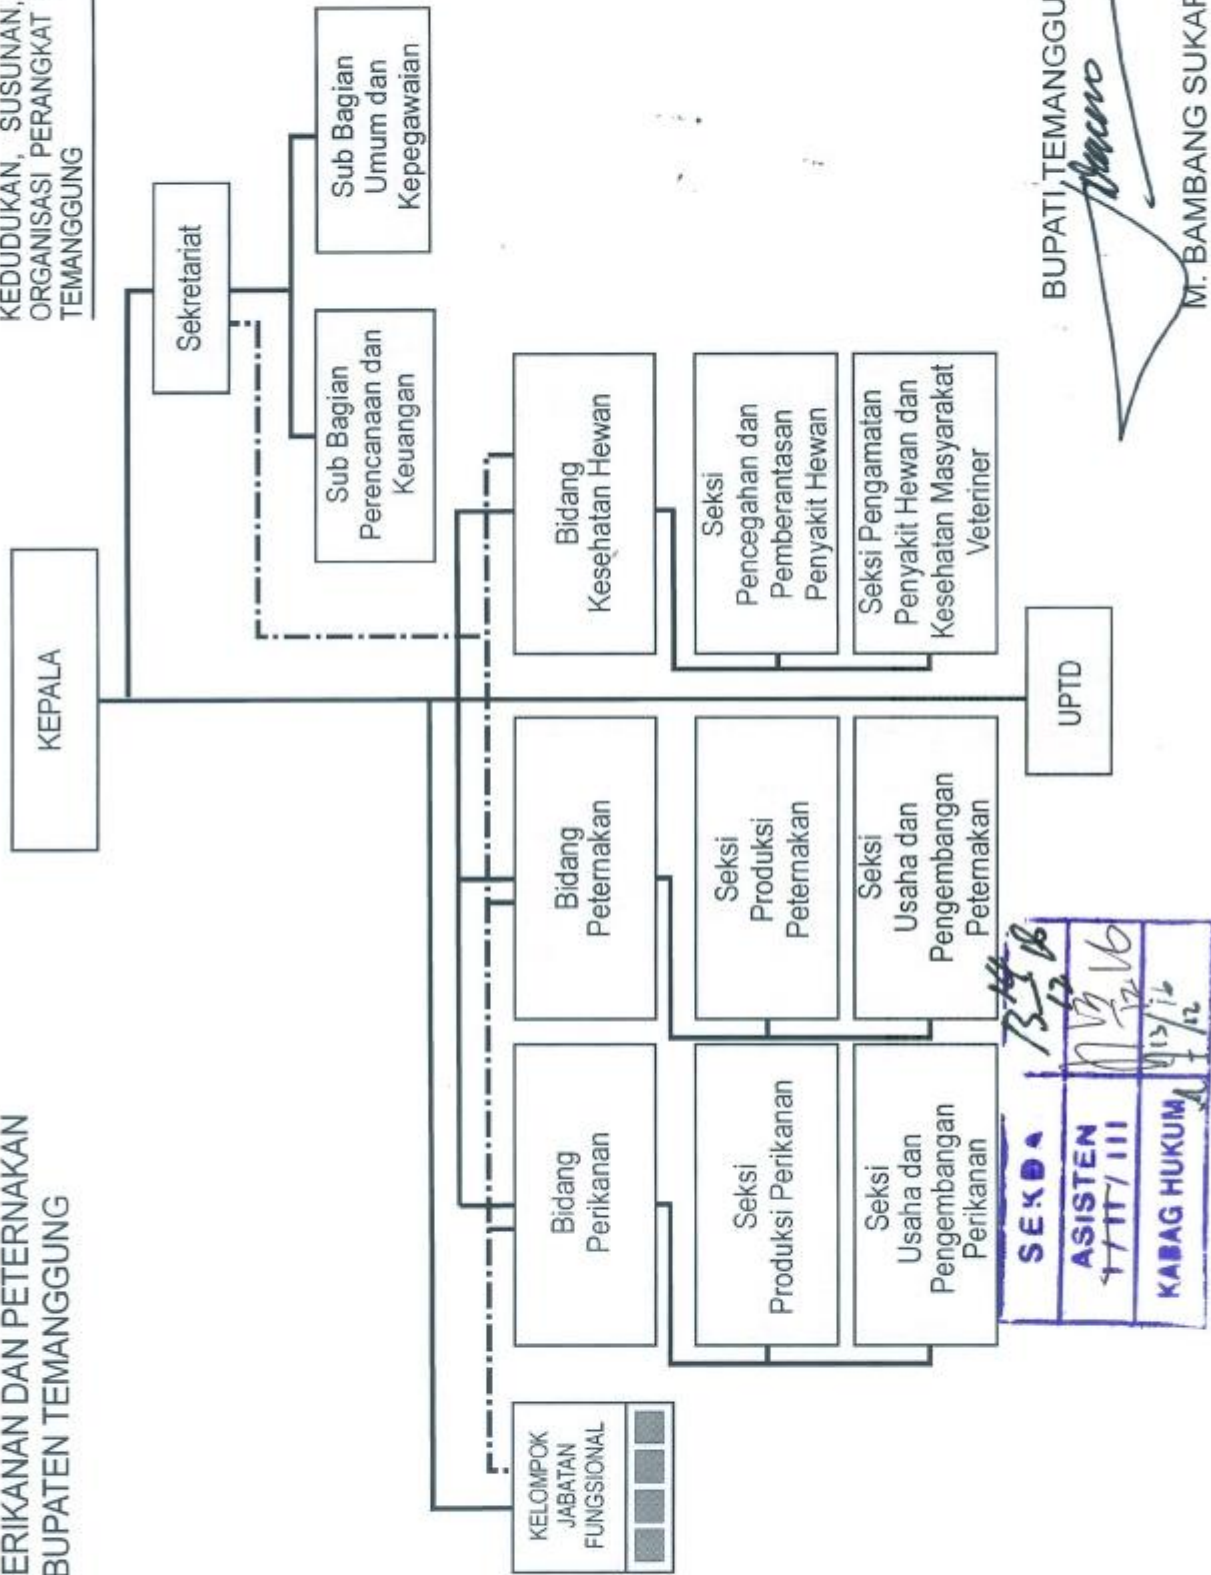 ERIKANAN DAN PETERNAKAN
BUPATEN TEMANGGUNG
KEDUDUKAN, SUSUNAN,
ORGANISASI PERANGKAT
TEMANGGUNG
KEPALA
Sekretariat
Sub Bagian
Perencanaan dan
Keuangan
Sub Bagian
Umum dan
Kepegawaian
KELOMPOK
JABATAN
FUNGSIONAL
Bidang
Perikanan
Bidang
Peternakan
Bidang
Kesehatan Hewan
Seksi
Produksi Perikanan
Seksi
Produksi
Peternakan
Seksi
Pencegahan dan
Pemberantasan
Penyakit Hewan
Seksi
Usaha dan
Pengembangan
Perikanan
Seksi
Usaha dan
Pengembangan
Peternakan
Seksi Pengamatan
Penyakit Hewan dan
Kesehatan Masyarakat
Veteriner
UPTD
SEKDA
ASISTEN
KABAG HUKUM
BUPATI TEMANGGU
M. BAMBANG SUKAR